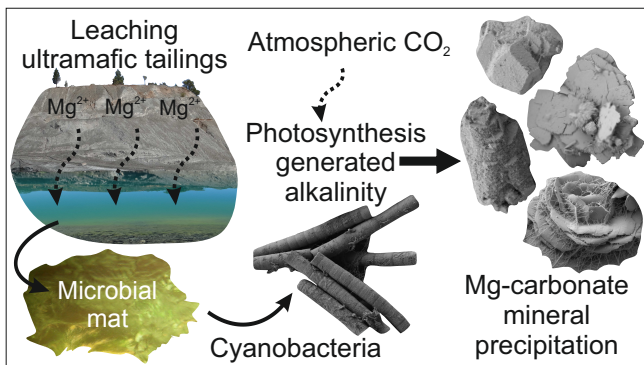 Leaching
ultramafic tailings
Mg²⁺ Mg²⁺ Mg²⁺
Microbial
mat
Atmospheric CO₂
Photosynthesis
generated
alkalinity
Cyanobacteria
Mg-carbonate
mineral
precipitation